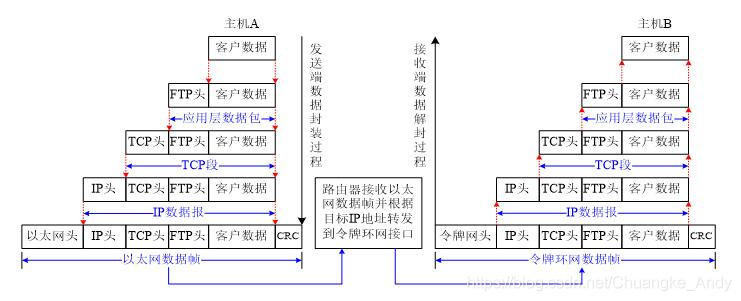 主机A
客户数据
FTP头 客户数据
应用层数据包
TCP头 FTP头 客户数据
TCP段
IP头 TCP头 FTP头 客户数据
IP数据报
以太网头 IP头 TCP头 FTP头 客户数据 CRC
以太网数据帧
发送端数据封装过程
接收端数据解封过程
路由器接收以太
网数据帧并根据
目标IP地址转发
到令牌环网接口
主机B
客户数据
FTP头 客户数据
应用层数据包
TCP头 FTP头 客户数据
TCP段
IP头 TCP头 FTP头 客户数据
IP数据报
令牌网头 IP头 TCP头 FTP头 客户数据 CRC
令牌环网数据帧
https://blog.csdn.net/Chuangke_Andy